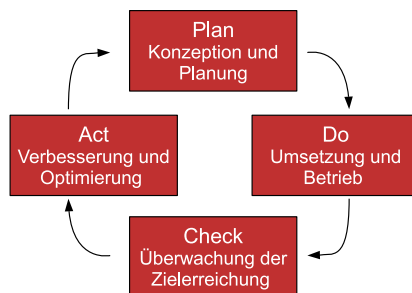 Plan
Konzeption und
Planung
Act
Verbesserung und
Optimierung
Do
Umsetzung und
Betrieb
Check
Überwachung der
Zielerreichung